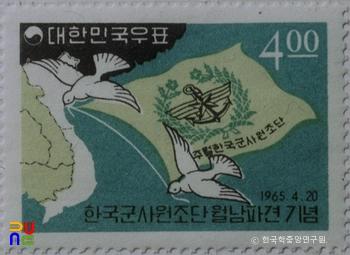 대한민국우표
4 00
주월한국군사원조단
1965. 4. 20
한국군사원조단월남파견기념
ⓒ 한국학중앙연구원